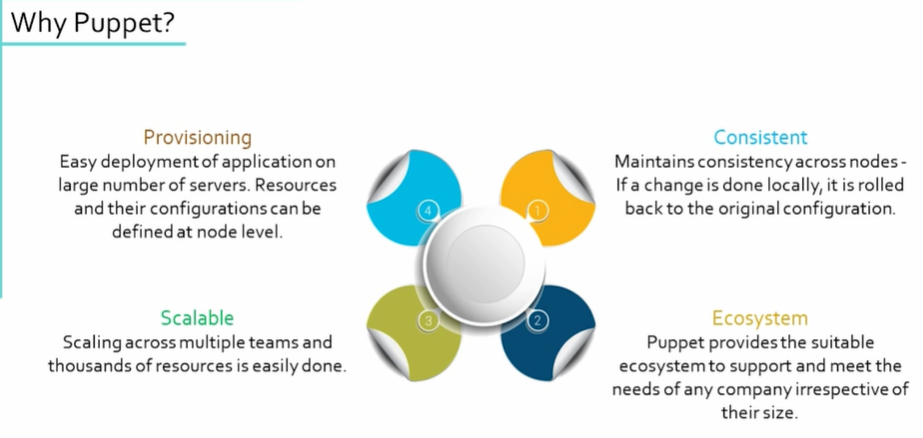 Why Puppet?
Provisioning
Easy deployment of application on
large number of servers. Resources
and their configurations can be
defined at node level.
Consistent
Maintains consistency across nodes -
If a change is done locally, it is rolled
back to the original configuration.
4
1
3
2
Scalable
Scaling across multiple teams and
thousands of resources is easily done.
Ecosystem
Puppet provides the suitable
ecosystem to support and meet the
needs of any company irrespective of
their size.